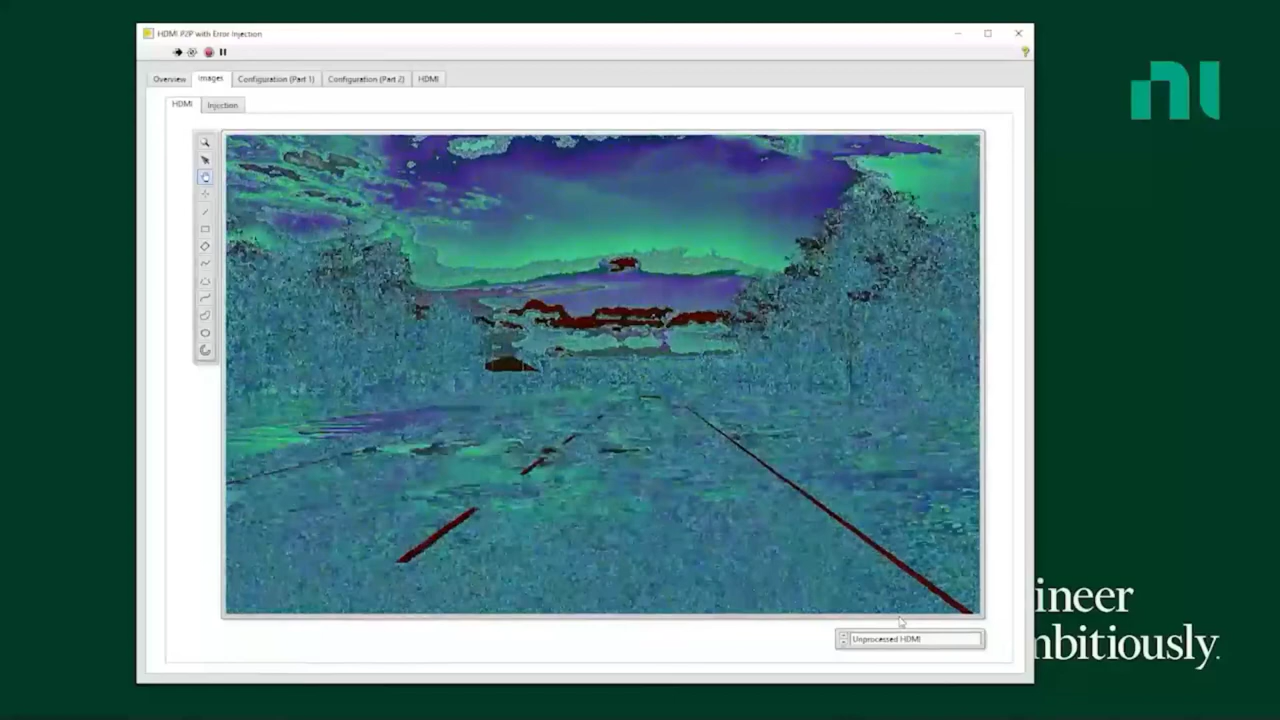 HDMI P2P with Error Injection
Overview
Images
Configuration (Part 1)
Configuration (Part 2)
HDMI
HDMI
Injection
Unprocessed HDMI
ineer
mbitiously.